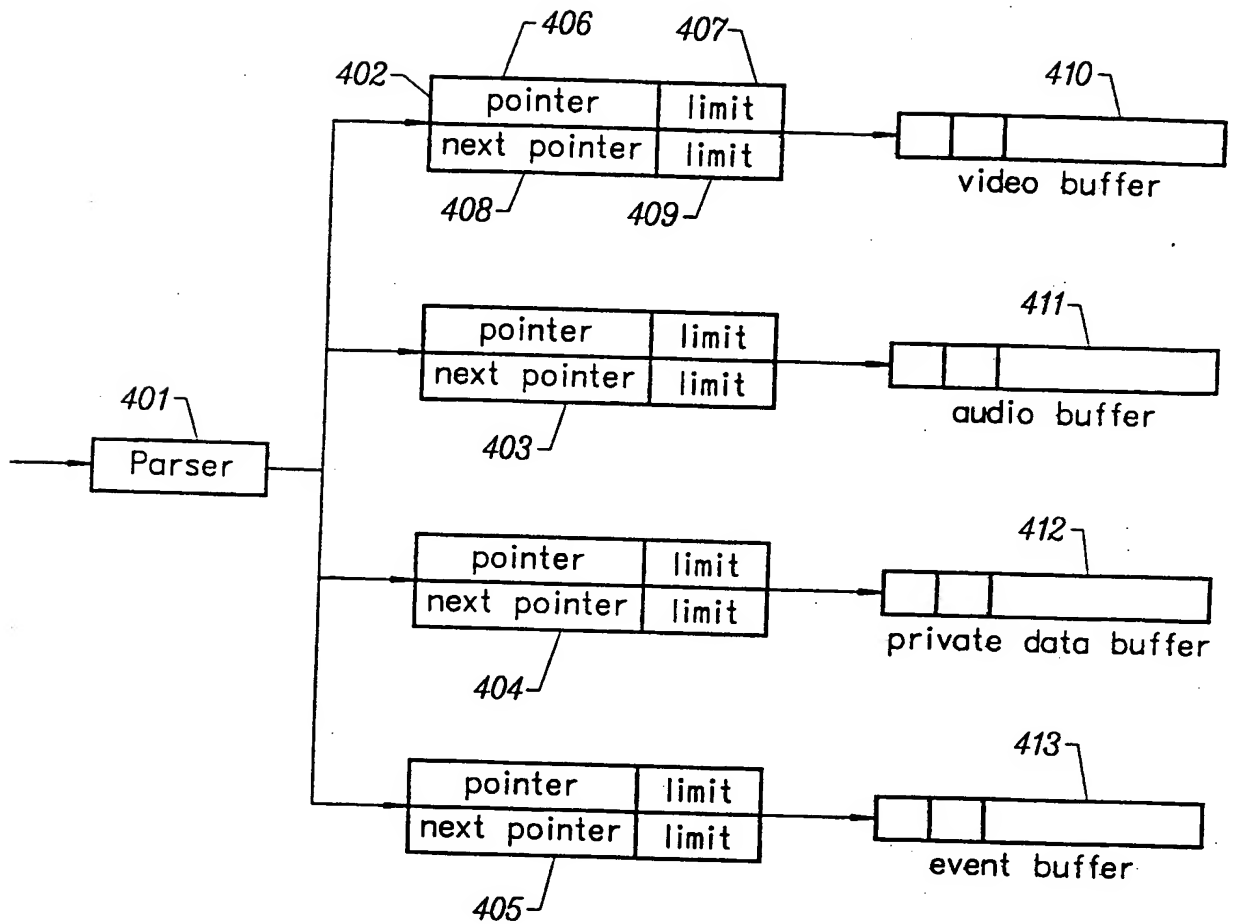 406
407
402
410
pointer limit
next pointer limit
video buffer
408
409
411
pointer limit
next pointer limit
audio buffer
401
403
Parser
412
pointer limit
next pointer limit
private data buffer
404
413
pointer limit
next pointer limit
event buffer
405